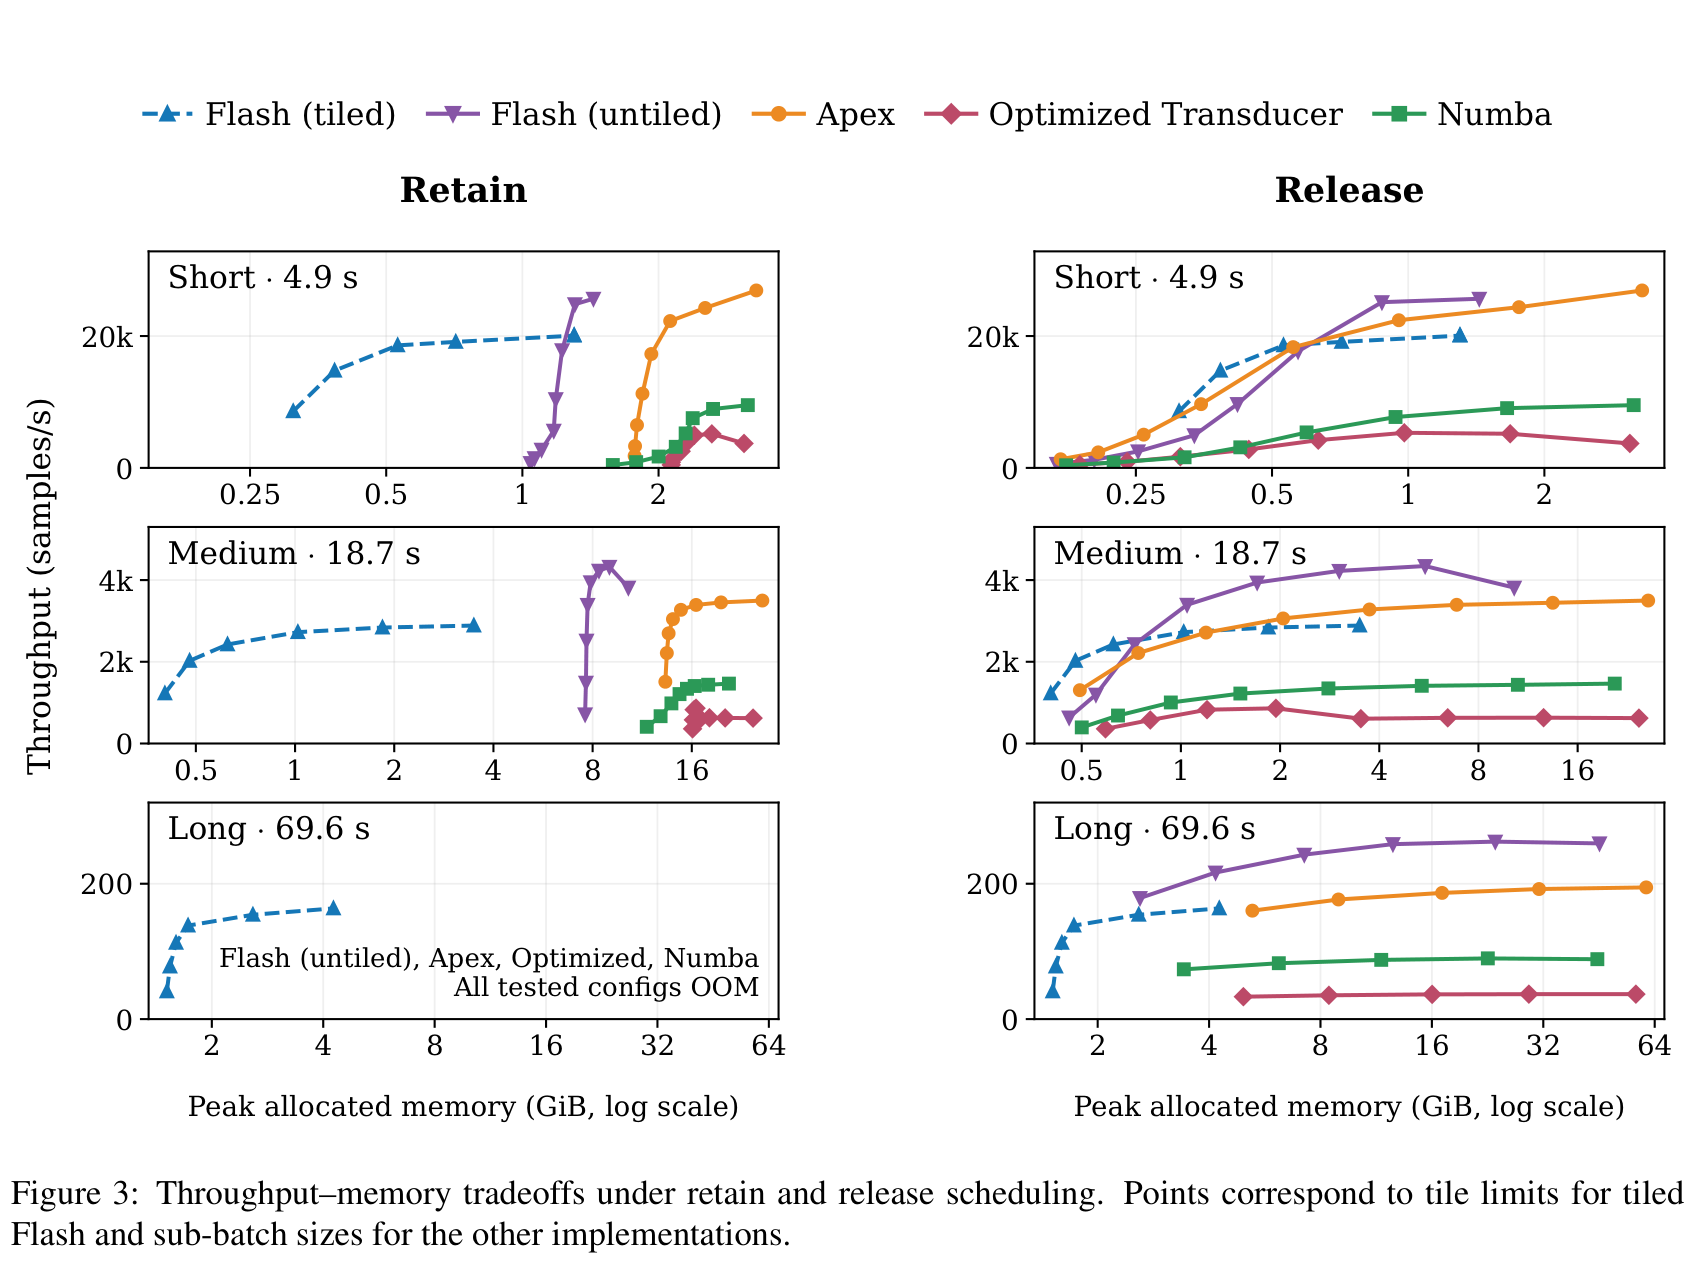 Flash (tiled) Flash (untiled) Apex Optimized Transducer Numba
Retain Release
Throughput (samples/s)
Short · 4.9 s
20k
0
0.25 0.5 1 2
Short · 4.9 s
20k
0
0.25 0.5 1 2
Medium · 18.7 s
4k
2k
0
0.5 1 2 4 8 16
Medium · 18.7 s
4k
2k
0
0.5 1 2 4 8 16
Long · 69.6 s
200
Flash (untiled), Apex, Optimized, Numba
All tested configs OOM
0
2 4 8 16 32 64
Long · 69.6 s
200
0
2 4 8 16 32 64
Peak allocated memory (GiB, log scale)
Peak allocated memory (GiB, log scale)
Figure 3: Throughput–memory tradeoffs under retain and release scheduling. Points correspond to tile limits for tiled
Flash and sub-batch sizes for the other implementations.